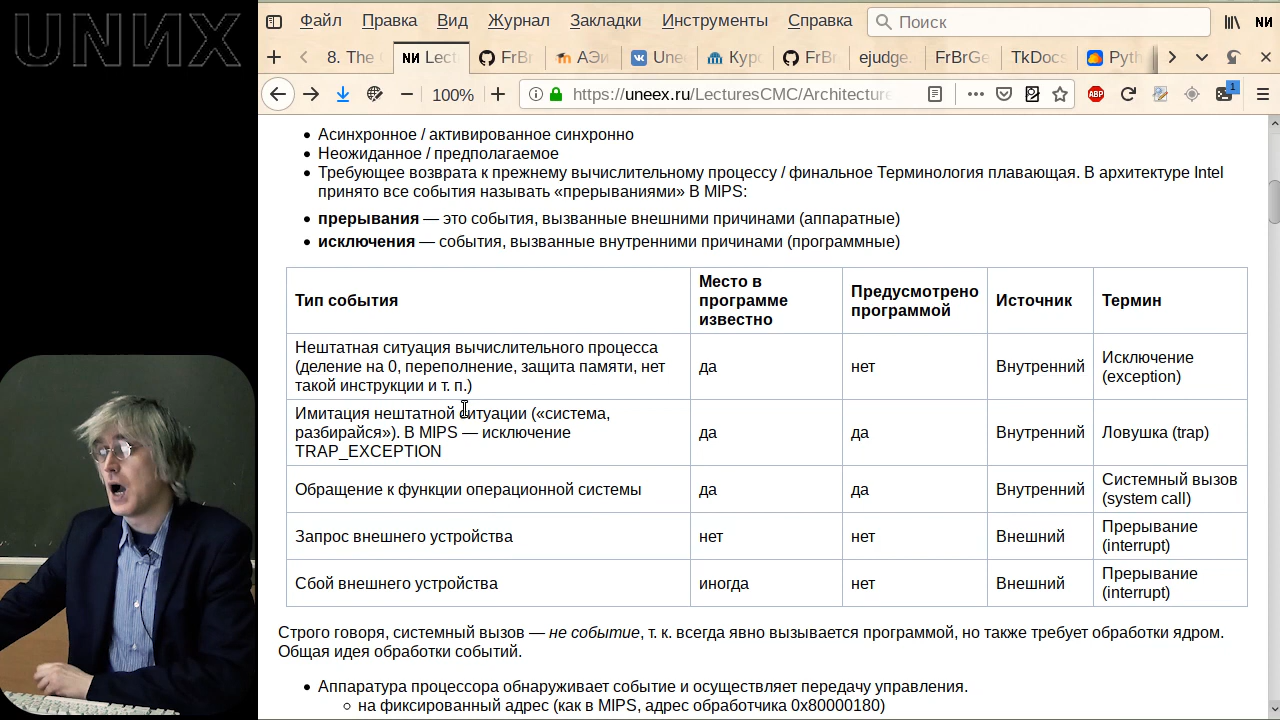 UNИX
Файл Правка Вид Журнал Закладки Инструменты Справка Поиск NИ
8. The NИ Lect FrBr АЭи Unee Курс FrBr ejudge. FrBrGe TkDocs Pyth
100% https://uneex.ru/LecturesCMC/Architecture ABP 1
Асинхронное / активированное синхронно
Неожиданное / предполагаемое
Требующее возврата к прежнему вычислительному процессу / финальное Терминология плавающая. В архитектуре Intel
принято все события называть «прерываниями» В MIPS:
прерывания — это события, вызванные внешними причинами (аппаратные)
исключения — события, вызванные внутренними причинами (программные)
Тип события
Место в
программе
известно
Предусмотрено
программой
Источник
Термин
Нештатная ситуация вычислительного процесса
(деление на 0, переполнение, защита памяти, нет
такой инструкции и т. п.)
да
нет
Внутренний
Исключение
(exception)
Имитация нештатной ситуации («система,
разбирайся»). В MIPS — исключение
TRAP_EXCEPTION
да
да
Внутренний
Ловушка (trap)
Обращение к функции операционной системы
да
да
Внутренний
Системный вызов
(system call)
Запрос внешнего устройства
нет
нет
Внешний
Прерывание
(interrupt)
Сбой внешнего устройства
иногда
нет
Внешний
Прерывание
(interrupt)
Строго говоря, системный вызов — не событие, т. к. всегда явно вызывается программой, но также требует обработки ядром.
Общая идея обработки событий.
Аппаратура процессора обнаруживает событие и осуществляет передачу управления.
на фиксированный адрес (как в MIPS, адрес обработчика 0x80000180)